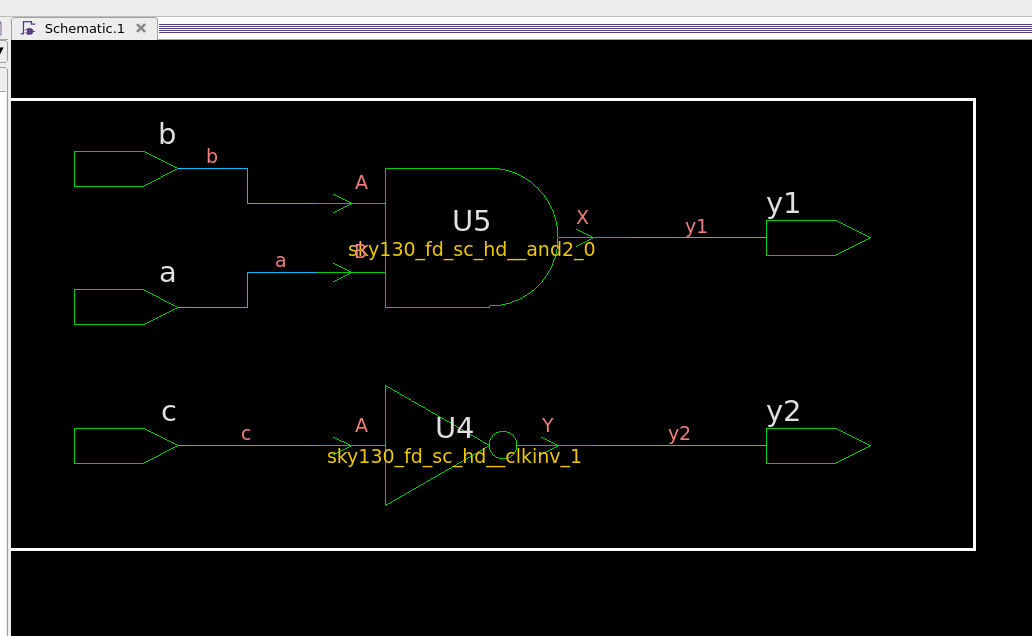 Schematic.1
b
b
A
U5
sky130_fd_sc_hd__and2_0
B
X
y1
y1
a
a
c
c
A
U4
sky130_fd_sc_hd__clkinv_1
Y
y2
y2